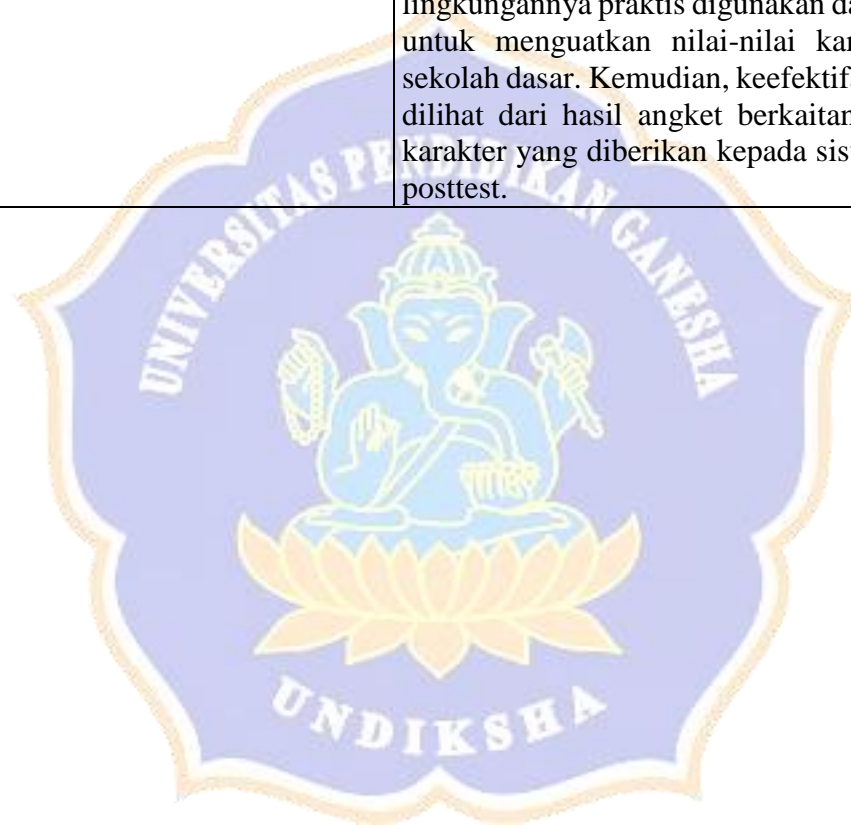 lingkungannya praktis digunakan da
untuk menguatkan nilai-nilai kar
sekolah dasar. Kemudian, keefektif
dilihat dari hasil angket berkaitan
karakter yang diberikan kepada sis
posttest.
UNIVERSITAS PENDIDIKAN GANESHA
UNDIKSHA